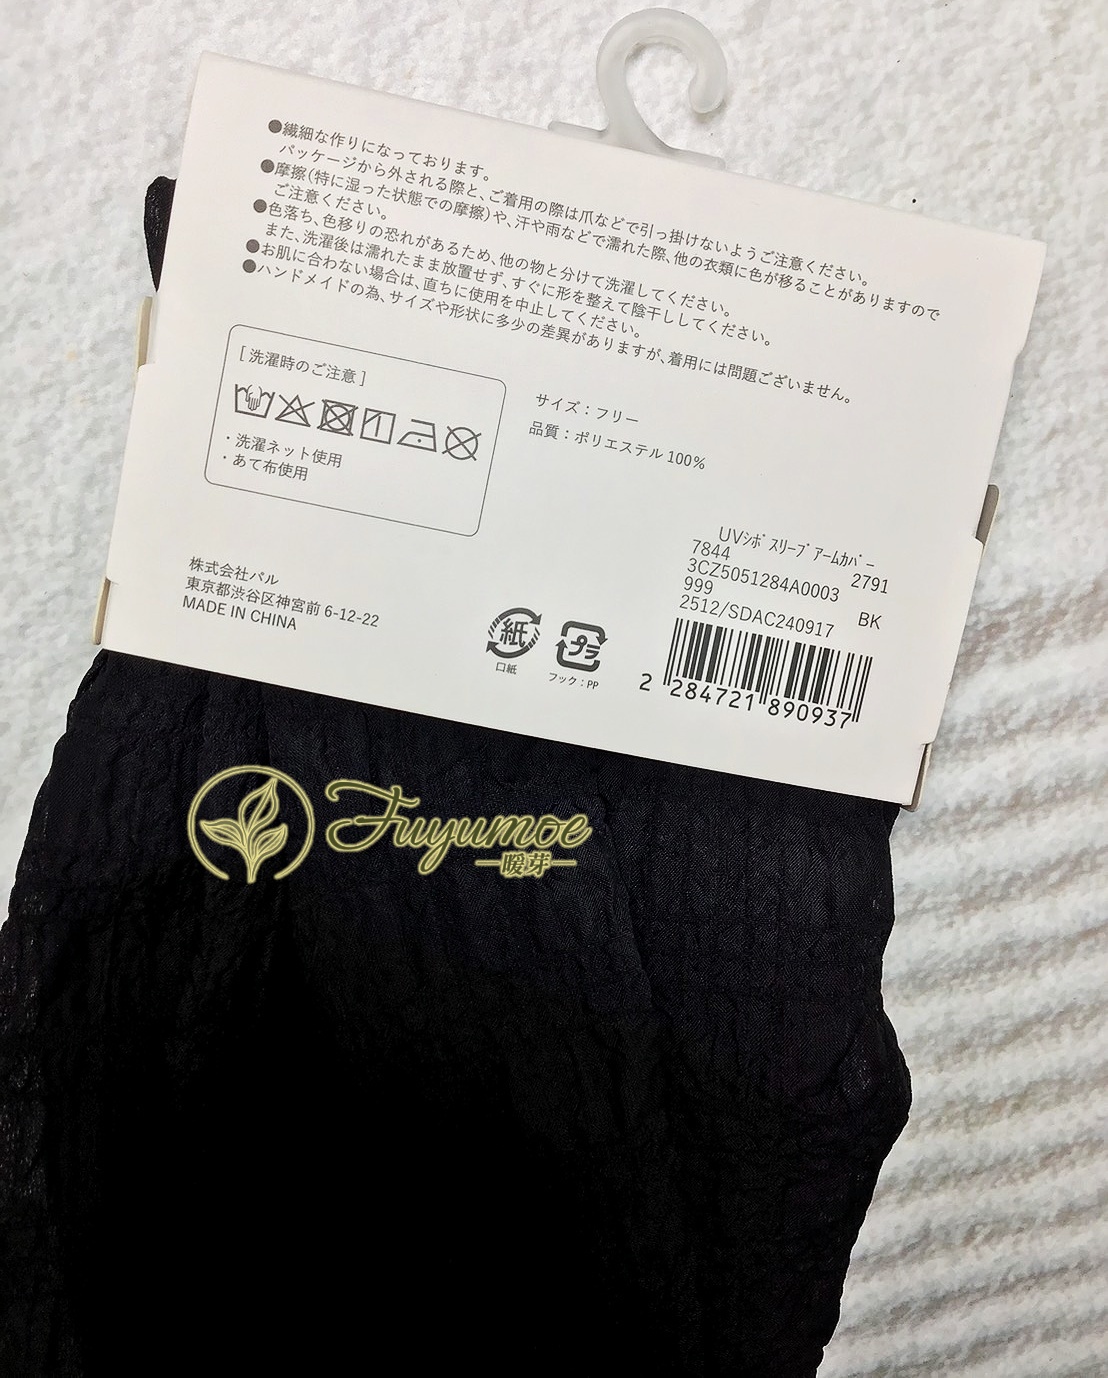 ●繊細な作りになっております。
パッケージから外される際と、ご着用の際は爪などで引っ掛けないようご注意ください。
●摩擦(特に湿った状態での摩擦)や、汗や雨などで濡れた際、他の衣類に色が移ることがありますので
ご注意ください。
●色落ち、色移りの恐れがあるため、他の物と分けて洗濯してください。
また、洗濯後は濡れたまま放置せず、すぐに形を整えて陰干ししてください。
●お肌に合わない場合は、直ちに使用を中止してください。
●ハンドメイドの為、サイズや形状に多少の差異がありますが、着用には問題ございません。
[ 洗濯時のご注意 ]
・洗濯ネット使用
・あて布使用
サイズ：フリー
品質：ポリエステル 100%
株式会社パル
東京都渋谷区神宮前 6-12-22
MADE IN CHINA
紙
口紙
プラ
フック：PP
UVｼﾎﾞ ｽﾘｰﾌﾞ ｱｰﾑｶﾊﾞｰ
7844 2791
3CZ5051284A0003
999 BK
2512/SDAC240917
2 284721 890937
Fuyumoe
暖芽